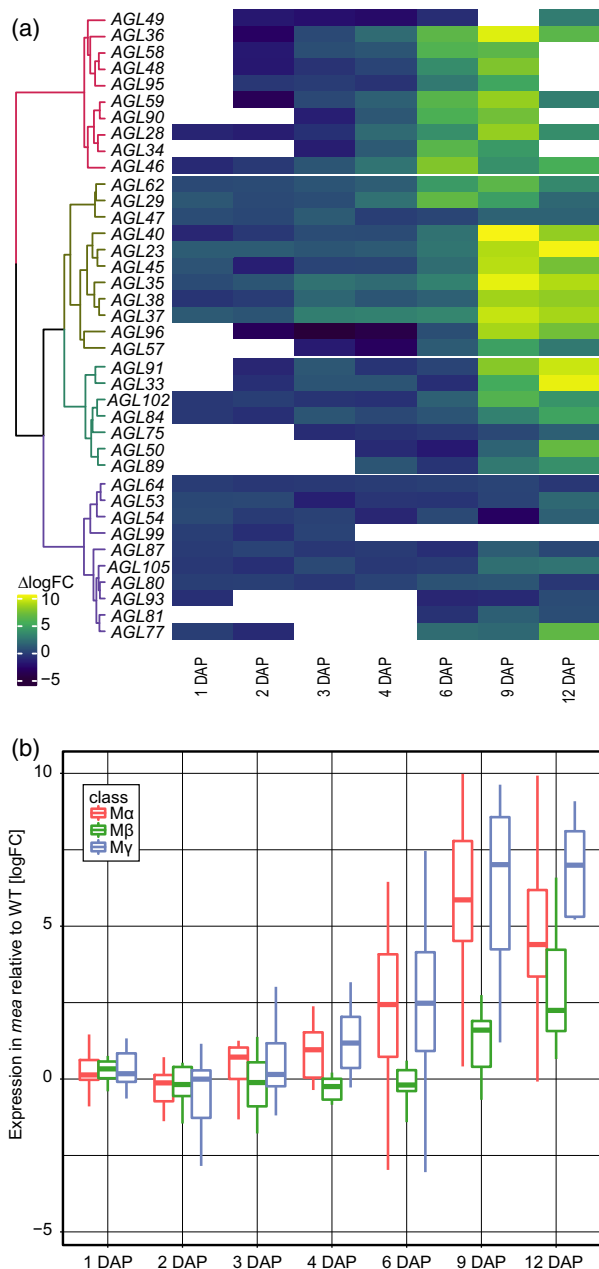 (a)
AGL49
AGL36
AGL58
AGL48
AGL95
AGL59
AGL90
AGL28
AGL34
AGL46
AGL62
AGL29
AGL47
AGL40
AGL23
AGL45
AGL35
AGL38
AGL37
AGL96
AGL57
AGL91
AGL33
AGL102
AGL84
AGL75
AGL50
AGL89
AGL64
AGL53
AGL54
AGL99
AGL87
AGL105
AGL80
AGL93
AGL81
AGL77
ΔlogFC
10
5
0
−5
1 DAP
2 DAP
3 DAP
4 DAP
6 DAP
9 DAP
12 DAP
(b)
Expression in mea relative to WT [logFC]
10
5
0
−5
class
Mα
Mβ
Mγ
1 DAP
2 DAP
3 DAP
4 DAP
6 DAP
9 DAP
12 DAP